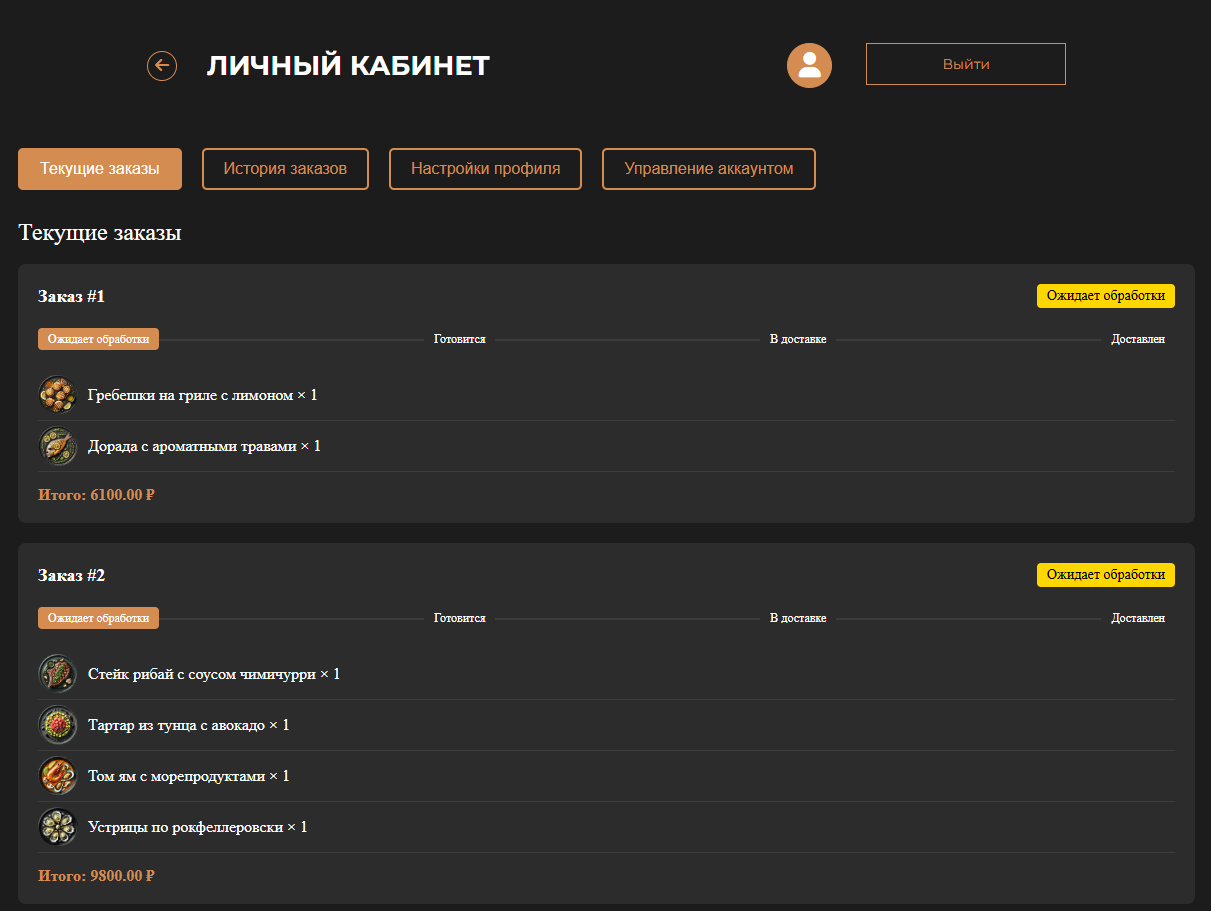 ЛИЧНЫЙ КАБИНЕТ
Выйти
Текущие заказы
История заказов
Настройки профиля
Управление аккаунтом
Текущие заказы
Заказ #1
Ожидает обработки
Ожидает обработки
Готовится
В доставке
Доставлен
Гребешки на гриле с лимоном × 1
Дорада с ароматными травами × 1
Итого: 6100.00 ₽
Заказ #2
Ожидает обработки
Ожидает обработки
Готовится
В доставке
Доставлен
Стейк рибай с соусом чимичурри × 1
Тартар из тунца с авокадо × 1
Том ям с морепродуктами × 1
Устрицы по рокфеллеровски × 1
Итого: 9800.00 ₽